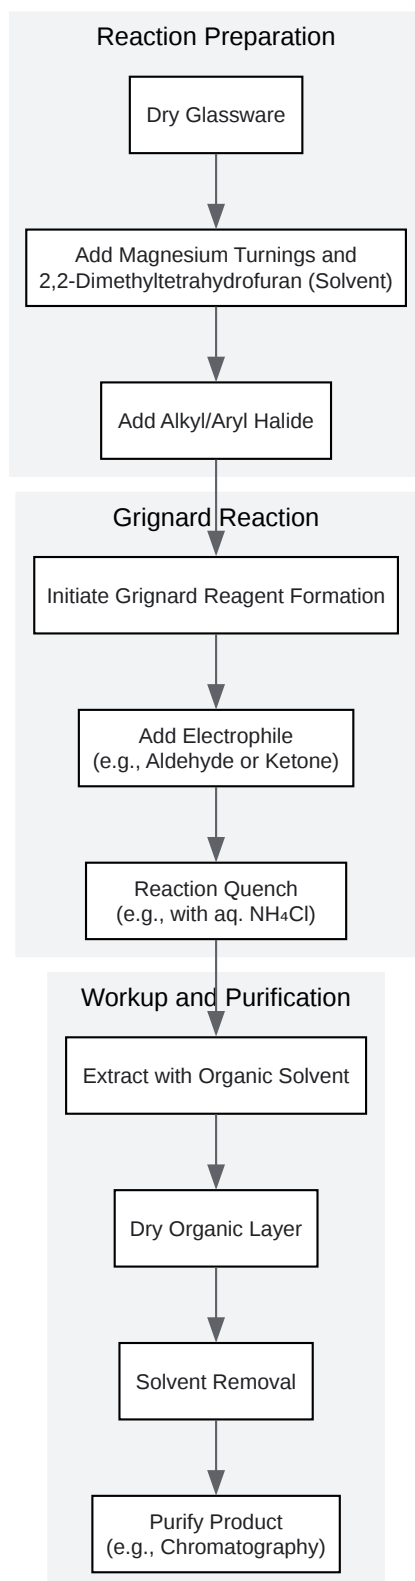 Reaction Preparation
Dry Glassware
Add Magnesium Turnings and
2,2-Dimethyltetrahydrofuran (Solvent)
Add Alkyl/Aryl Halide
Grignard Reaction
Initiate Grignard Reagent Formation
Add Electrophile
(e.g., Aldehyde or Ketone)
Reaction Quench
(e.g., with aq. NH₄Cl)
Workup and Purification
Extract with Organic Solvent
Dry Organic Layer
Solvent Removal
Purify Product
(e.g., Chromatography)